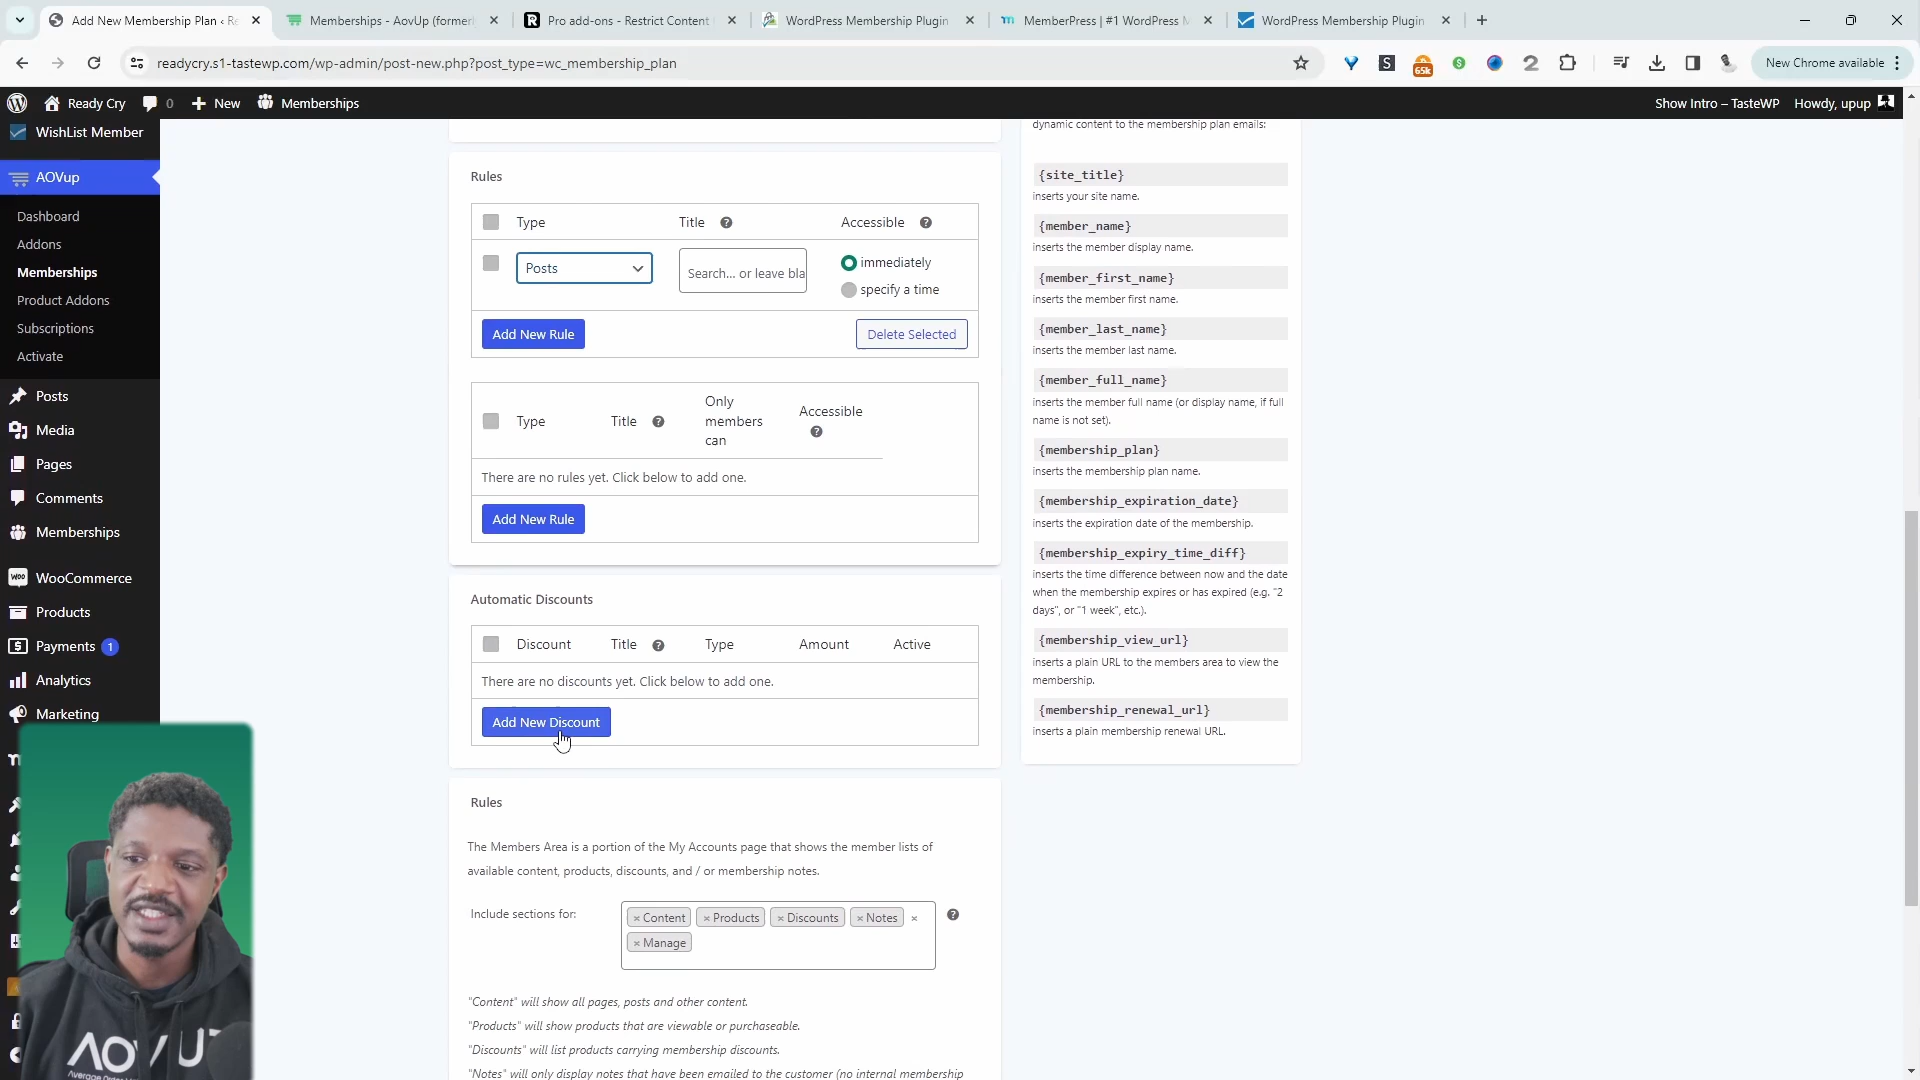 Add New Membership Plan ‹ Re
Memberships - AovUp (formerl
Pro add-ons - Restrict Content
WordPress Membership Plugin
MemberPress | #1 WordPress M
WordPress Membership Plugin
readycry.s1-tastewp.com/wp-admin/post-new.php?post_type=wc_membership_plan
65k
New Chrome available
Ready Cry
0
New
Memberships
Show Intro – TasteWP
Howdy, upup
WishList Member
AOVup
Dashboard
Addons
Memberships
Product Addons
Subscriptions
Activate
Posts
Media
Pages
Comments
Memberships
WooCommerce
Products
Payments 1
Analytics
Marketing
Rules
Type
Title
Accessible
Posts
Search... or leave bla
immediately
specify a time
Add New Rule
Delete Selected
Type
Title
Only members can
Accessible
There are no rules yet. Click below to add one.
Add New Rule
Automatic Discounts
Discount
Title
Type
Amount
Active
There are no discounts yet. Click below to add one.
Add New Discount
Rules
The Members Area is a portion of the My Accounts page that shows the member lists of
available content, products, discounts, and / or membership notes.
Include sections for:
× Content
× Products
× Discounts
× Notes
×
× Manage
"Content" will show all pages, posts and other content.
"Products" will show products that are viewable or purchaseable.
"Discounts" will list products carrying membership discounts.
"Notes" will only display notes that have been emailed to the customer (no internal membership
dynamic content to the membership plan emails:
{site_title}
inserts your site name.
{member_name}
inserts the member display name.
{member_first_name}
inserts the member first name.
{member_last_name}
inserts the member last name.
{member_full_name}
inserts the member full name (or display name, if full
name is not set).
{membership_plan}
inserts the membership plan name.
{membership_expiration_date}
inserts the expiration date of the membership.
{membership_expiry_time_diff}
inserts the time difference between now and the date
when the membership expires or has expired (e.g. "2
days", or "1 week", etc.).
{membership_view_url}
inserts a plain URL to the members area to view the
membership.
{membership_renewal_url}
inserts a plain membership renewal URL.
AOVU